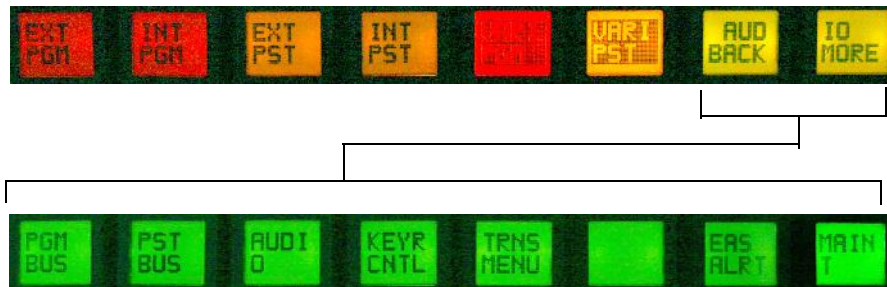 EXT
PGM
INT
PGM
EXT
PST
INT
PST
VARI
PST
AUD
BACK
IO
MORE
PGM
BUS
PST
BUS
AUDI
O
KEYR
CNTL
TRNS
MENU
EAS
ALRT
MAIN
T